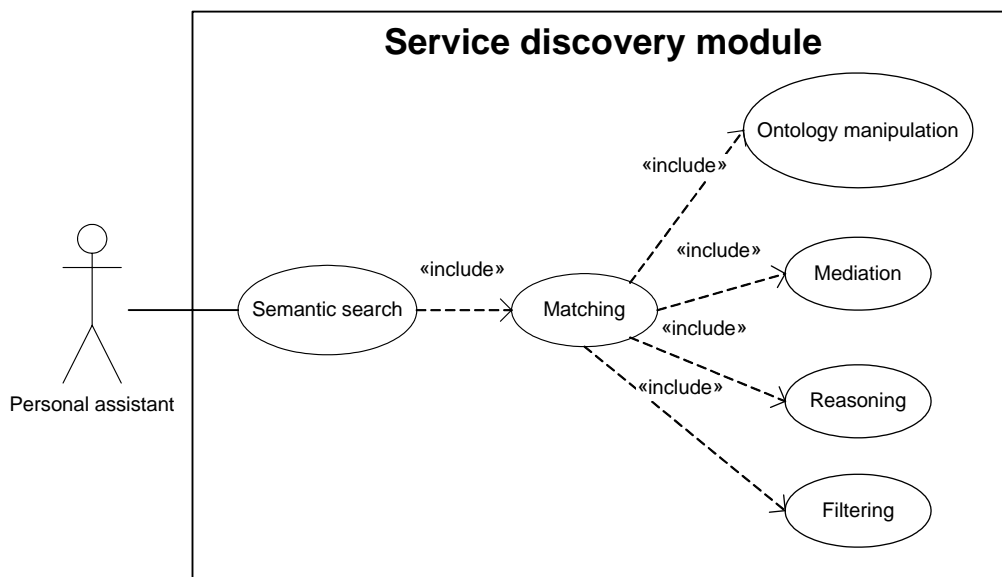 Service discovery module
Ontology manipulation
«include»
«include»
Mediation
«include»
Semantic search
Matching
«include»
«include»
Reasoning
Personal assistant
Filtering